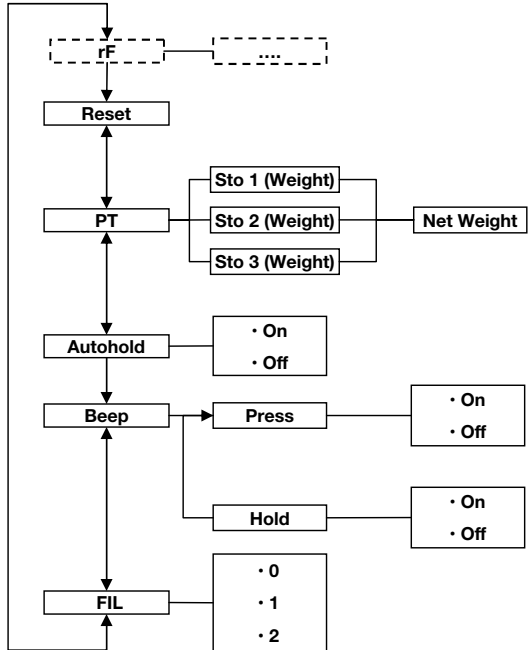 rF
....
Reset
Sto 1 (Weight)
PT
Sto 2 (Weight)
Net Weight
Sto 3 (Weight)
Autohold
· On
· Off
Beep
Press
· On
· Off
Hold
· On
· Off
FIL
· 0
· 1
· 2